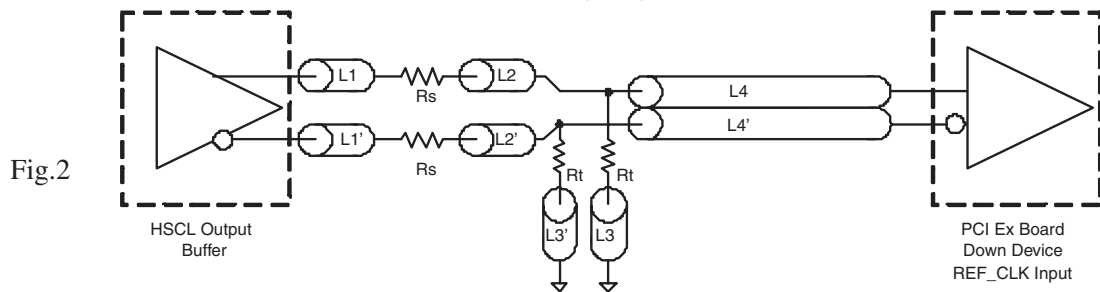 L1
L2
L4
Rs
L1'
L2'
L4'
Rs
Rt
Rt
L3'
L3
Fig.2
HSCL Output
Buffer
PCI Ex Board
Down Device
REF_CLK Input